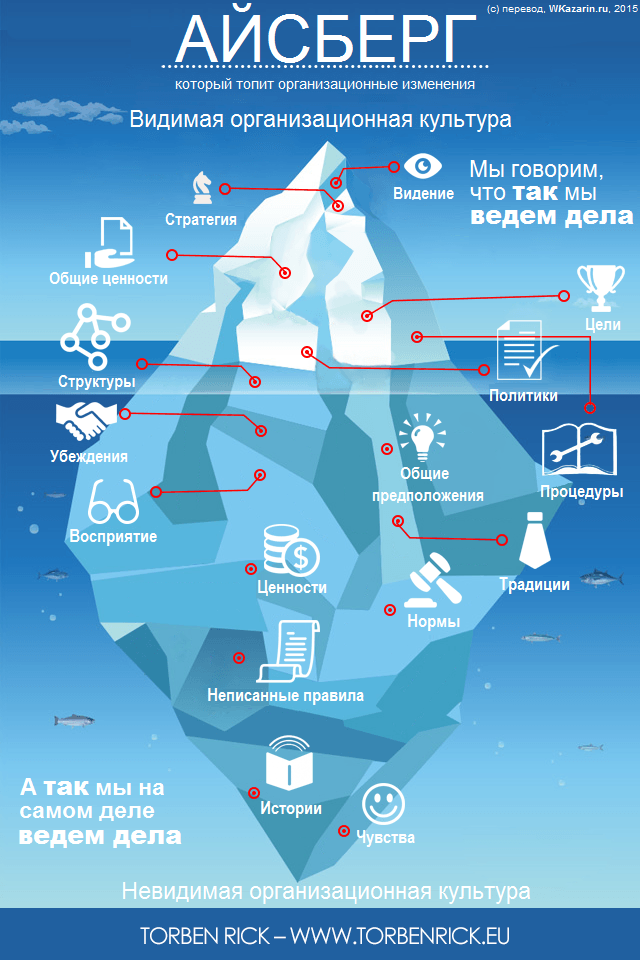 (c) перевод, WKazarin.ru, 2015
АЙСБЕРГ
который топит организационные изменения
Видимая организационная культура
Мы говорим,
что так мы
ведем дела
Видение
Стратегия
Общие ценности
Цели
Структуры
Политики
Убеждения
Общие
предположения
Процедуры
Восприятие
Ценности
Традиции
Нормы
Неписанные правила
А так мы на
самом деле
ведем дела
Истории
Чувства
Невидимая организационная культура
TORBEN RICK – WWW.TORBENRICK.EU